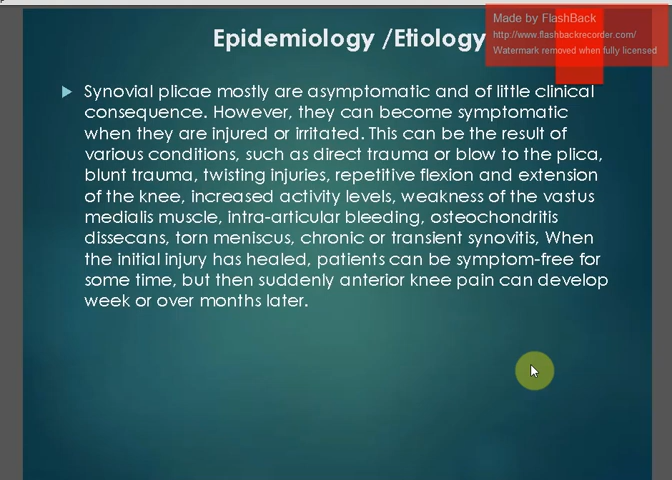 Made by FlashBack
http://www.flashbackrecorder.com/
Watermark removed when fully licensed
Epidemiology /Etiology
Synovial plicae mostly are asymptomatic and of little clinical
consequence. However, they can become symptomatic
when they are injured or irritated. This can be the result of
various conditions, such as direct trauma or blow to the plica,
blunt trauma, twisting injuries, repetitive flexion and extension
of the knee, increased activity levels, weakness of the vastus
medialis muscle, intra-articular bleeding, osteochondritis
dissecans, torn meniscus, chronic or transient synovitis, When
the initial injury has healed, patients can be symptom-free for
some time, but then suddenly anterior knee pain can develop
week or over months later.